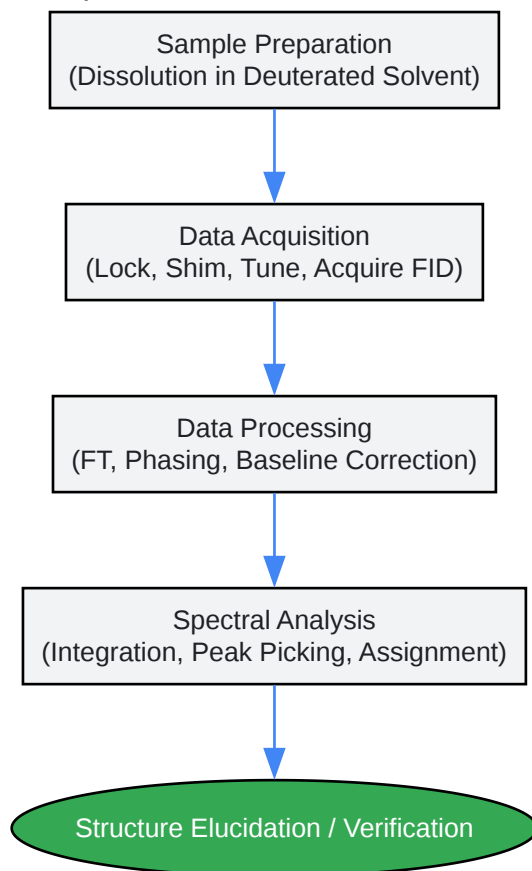 Sample Preparation
(Dissolution in Deuterated Solvent)
Data Acquisition
(Lock, Shim, Tune, Acquire FID)
Data Processing
(FT, Phasing, Baseline Correction)
Spectral Analysis
(Integration, Peak Picking, Assignment)
Structure Elucidation / Verification